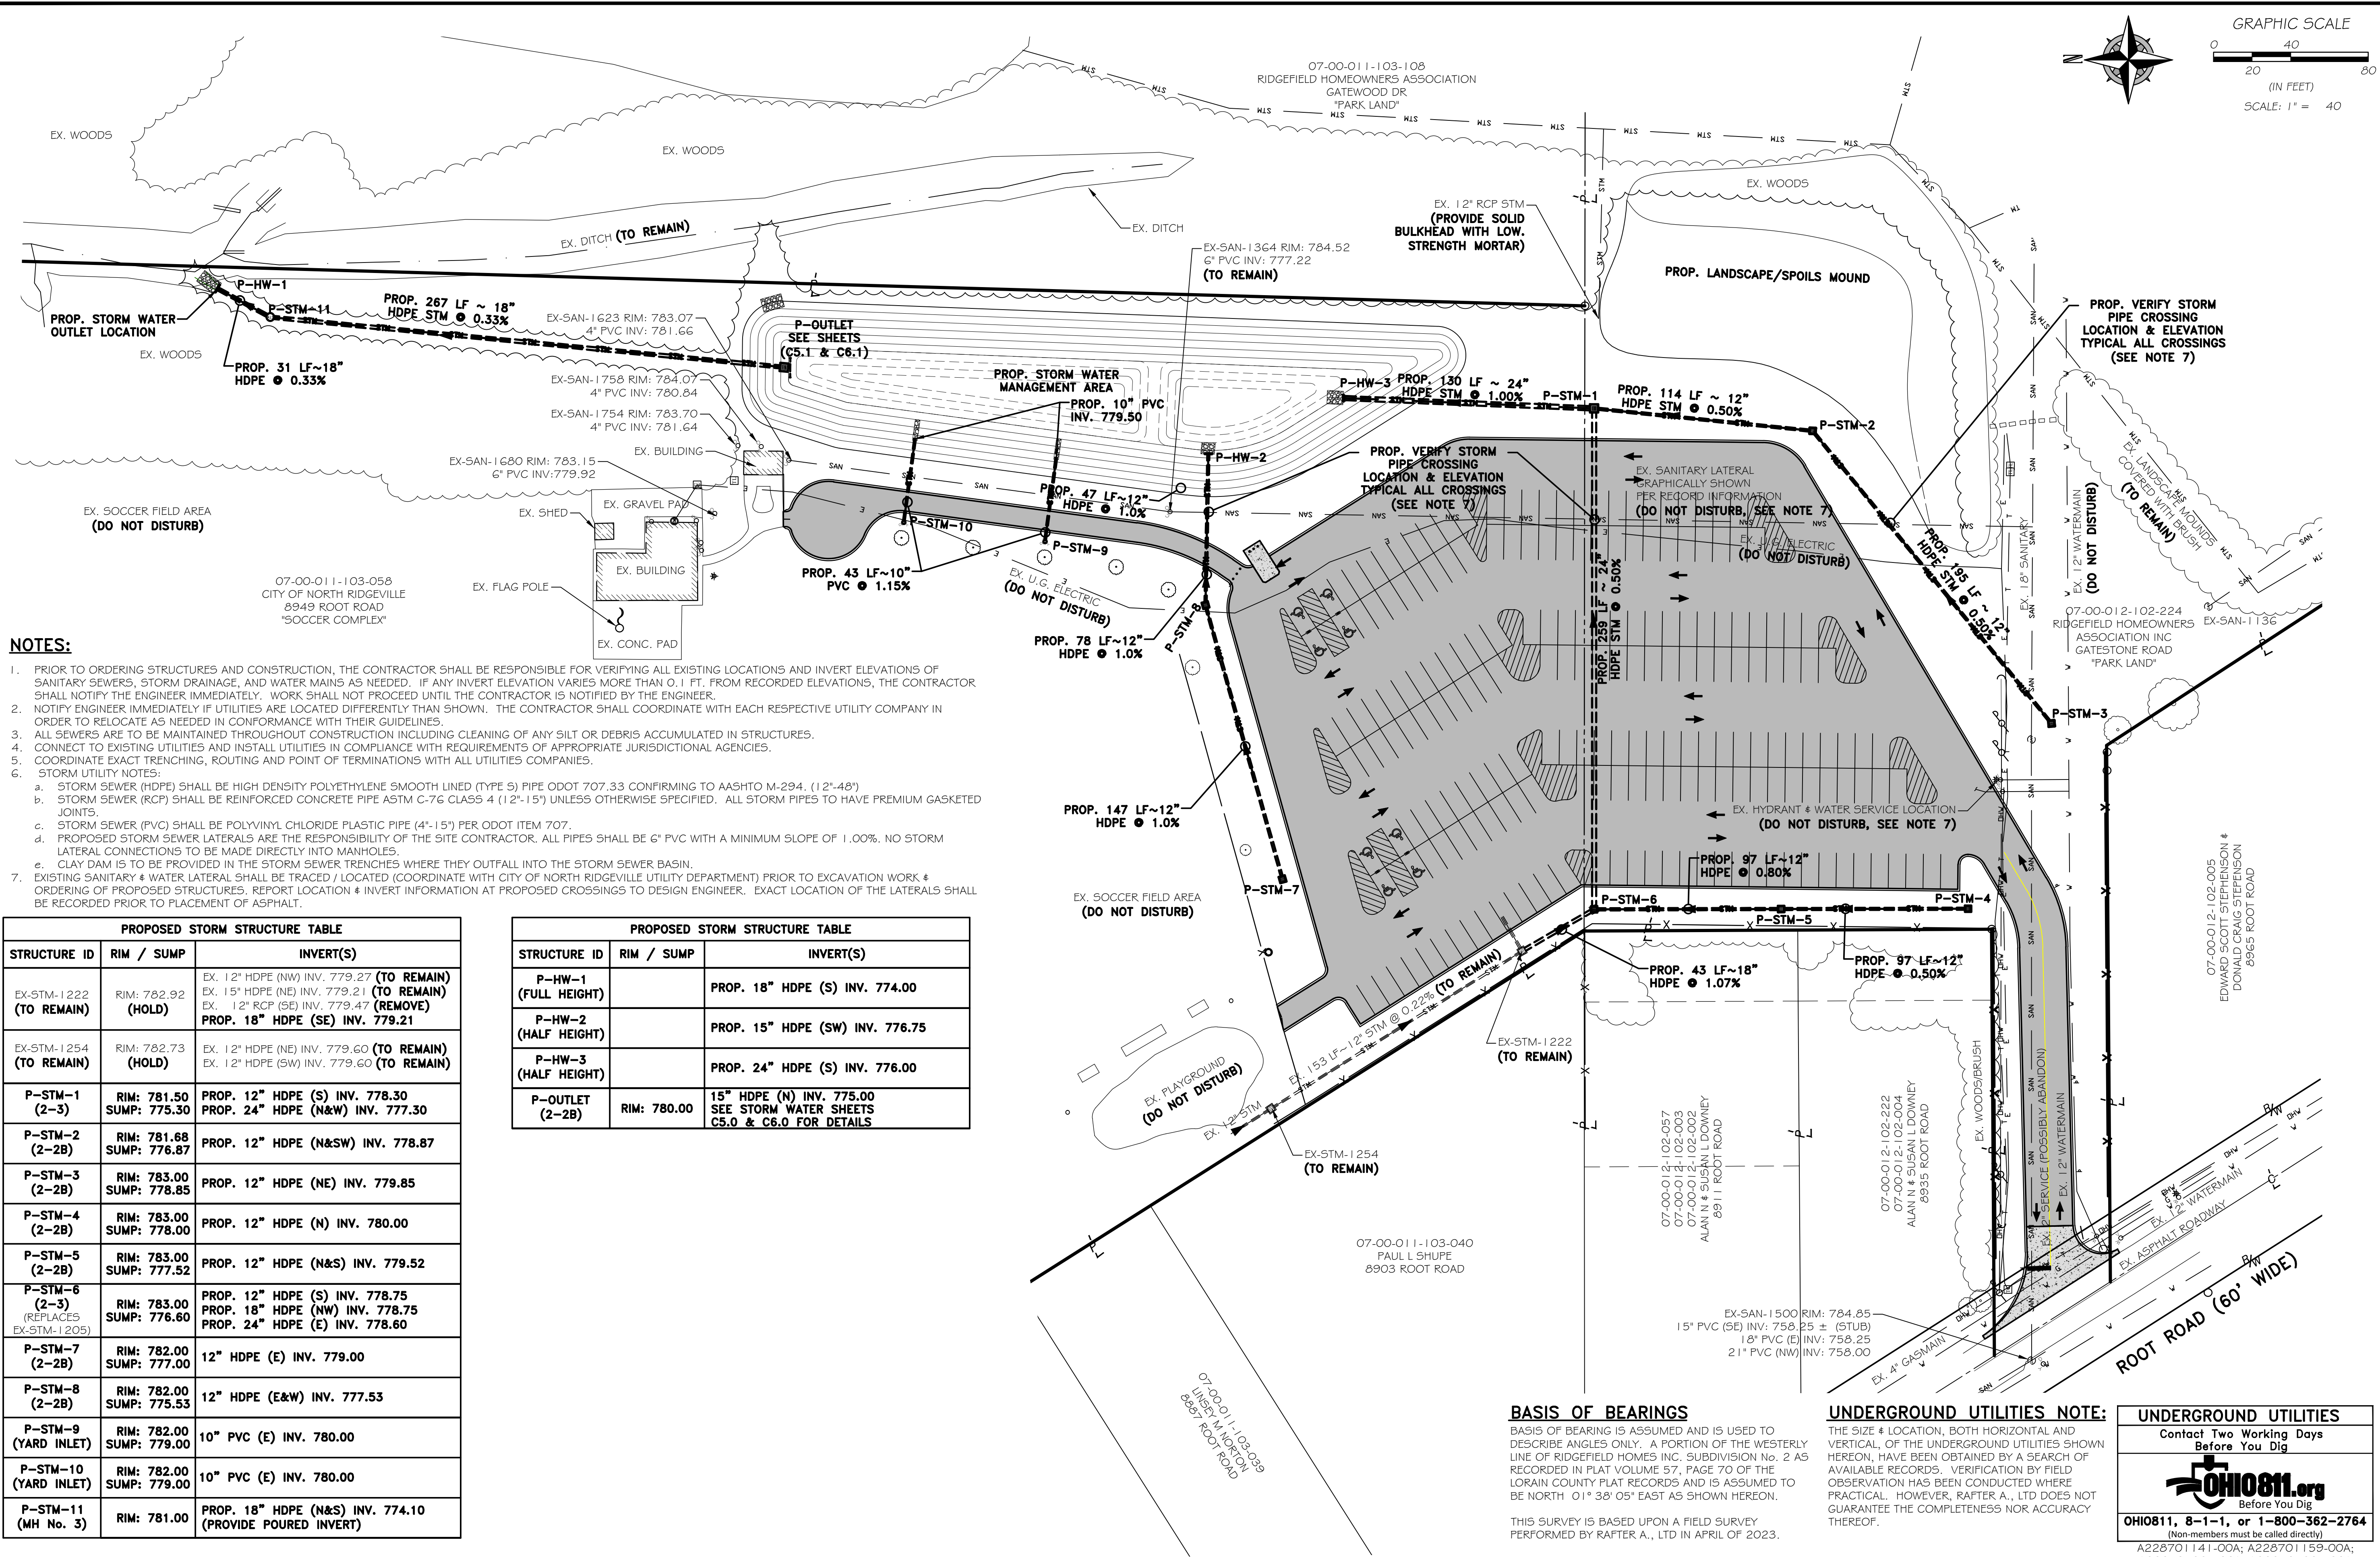 GRAPHIC SCALE
0 40
20 80
(IN FEET)
SCALE: 1" = 40
N
07-00-011-103-108
RIDGEFIELD HOMEOWNERS ASSOCIATION
GATEWOOD DR
"PARK LAND"
EX. WOODS
EX. WOODS
EX. WOODS
EX. DITCH (TO REMAIN)
EX. DITCH
EX. 12" RCP STM
(PROVIDE SOLID
BULKHEAD WITH LOW.
STRENGTH MORTAR)
EX-SAN-1364 RIM: 784.52
6" PVC INV: 777.22
(TO REMAIN)
PROP. LANDSCAPE/SPOILS MOUND
PROP. VERIFY STORM
PIPE CROSSING
LOCATION & ELEVATION
TYPICAL ALL CROSSINGS
(SEE NOTE 7)
P-HW-1
P-STM-11
PROP. 267 LF ~ 18"
HDPE STM @ 0.33%
PROP. STORM WATER
OUTLET LOCATION
EX. WOODS
PROP. 31 LF~18"
HDPE @ 0.33%
EX-SAN-1623 RIM: 783.07
4" PVC INV: 781.66
EX-SAN-1758 RIM: 784.07
4" PVC INV: 780.84
EX-SAN-1754 RIM: 783.70
4" PVC INV: 781.64
EX. BUILDING
EX-SAN-1680 RIM: 783.15
6" PVC INV:779.92
P-OUTLET
SEE SHEETS
(C5.1 & C6.1)
PROP. STORM WATER
MANAGEMENT AREA
PROP. 10" PVC
INV. 779.50
P-HW-3
PROP. 130 LF ~ 24"
HDPE STM @ 1.00%
P-STM-1
PROP. 114 LF ~ 12"
HDPE STM @ 0.50%
P-STM-2
P-HW-2
PROP. VERIFY STORM
PIPE CROSSING
LOCATION & ELEVATION
TYPICAL ALL CROSSINGS
(SEE NOTE 7)
EX. SANITARY LATERAL
GRAPHICALLY SHOWN
PER RECORD INFORMATION
(DO NOT DISTURB, SEE NOTE 7)
EX. U.G. ELECTRIC
(DO NOT DISTURB)
EX. LANDSCAPE MOUNDS
COVERED WITH BRUSH
(TO REMAIN)
EX. 12" WATERMAIN
(DO NOT DISTURB)
EX. 18" SANITARY
PROP. 195 LF ~ 12"
HDPE STM @ 0.50%
07-00-012-102-224
RIDGEFIELD HOMEOWNERS
ASSOCIATION INC
GATESTONE ROAD
"PARK LAND"
EX-SAN-1136
P-STM-3
EX. SOCCER FIELD AREA
(DO NOT DISTURB)
EX. GRAVEL PAD
EX. SHED
EX. BUILDING
EX. FLAG POLE
EX. CONC. PAD
07-00-011-103-058
CITY OF NORTH RIDGEVILLE
8949 ROOT ROAD
"SOCCER COMPLEX"
PROP. 47 LF~12"
HDPE @ 1.0%
P-STM-10
P-STM-9
PROP. 43 LF~10"
PVC @ 1.15%
EX. U.G. ELECTRIC
(DO NOT DISTURB)
PROP. 78 LF~12"
HDPE @ 1.0%
P-STM-8
PROP. 259 LF ~ 24"
HDPE STM @ 0.50%
PROP. 147 LF~12"
HDPE @ 1.0%
P-STM-7
EX. HYDRANT & WATER SERVICE LOCATION
(DO NOT DISTURB, SEE NOTE 7)
PROP. 97 LF~12"
HDPE @ 0.80%
P-STM-6
P-STM-5
P-STM-4
PROP. 43 LF~18"
HDPE @ 1.07%
PROP. 97 LF~12"
HDPE @ 0.50%
EX. SOCCER FIELD AREA
(DO NOT DISTURB)
EX. PLAYGROUND
(DO NOT DISTURB)
EX. 12" STM
EX. 153 LF~12" STM @ 0.22% (TO REMAIN)
EX-STM-1222
(TO REMAIN)
EX-STM-1254
(TO REMAIN)
07-00-012-102-057
07-00-012-102-003
07-00-012-102-002
ALAN N & SUSAN L DOWNEY
8911 ROOT ROAD
07-00-012-102-222
07-00-012-102-004
ALAN N & SUSAN L DOWNEY
8935 ROOT ROAD
EX. WOODS/BRUSH
EX. 2" SERVICE (POSSIBLY ABANDON)
EX. 12" WATERMAIN
07-00-012-102-005
EDWARD SCOTT STEPHENSON &
DONALD CRAIG STEPENSON
8965 ROOT ROAD
07-00-011-103-040
PAUL L SHUPE
8903 ROOT ROAD
07-00-011-103-039
LINSEY M NORTON
8887 ROOT ROAD
EX-SAN-1500 RIM: 784.85
15" PVC (SE) INV: 758.25 ± (STUB)
18" PVC (E) INV: 758.25
21" PVC (NW) INV: 758.00
EX. 4" GASMAIN
EX. 12" WATERMAIN
EX. ASPHALT ROADWAY
R/W
R/W
ROOT ROAD (60' WIDE)
NOTES:
1. PRIOR TO ORDERING STRUCTURES AND CONSTRUCTION, THE CONTRACTOR SHALL BE RESPONSIBLE FOR VERIFYING ALL EXISTING LOCATIONS AND INVERT ELEVATIONS OF
SANITARY SEWERS, STORM DRAINAGE, AND WATER MAINS AS NEEDED. IF ANY INVERT ELEVATION VARIES MORE THAN 0.1 FT. FROM RECORDED ELEVATIONS, THE CONTRACTOR
SHALL NOTIFY THE ENGINEER IMMEDIATELY. WORK SHALL NOT PROCEED UNTIL THE CONTRACTOR IS NOTIFIED BY THE ENGINEER.
2. NOTIFY ENGINEER IMMEDIATELY IF UTILITIES ARE LOCATED DIFFERENTLY THAN SHOWN. THE CONTRACTOR SHALL COORDINATE WITH EACH RESPECTIVE UTILITY COMPANY IN
ORDER TO RELOCATE AS NEEDED IN CONFORMANCE WITH THEIR GUIDELINES.
3. ALL SEWERS ARE TO BE MAINTAINED THROUGHOUT CONSTRUCTION INCLUDING CLEANING OF ANY SILT OR DEBRIS ACCUMULATED IN STRUCTURES.
4. CONNECT TO EXISTING UTILITIES AND INSTALL UTILITIES IN COMPLIANCE WITH REQUIREMENTS OF APPROPRIATE JURISDICTIONAL AGENCIES.
5. COORDINATE EXACT TRENCHING, ROUTING AND POINT OF TERMINATIONS WITH ALL UTILITIES COMPANIES.
6. STORM UTILITY NOTES:
a. STORM SEWER (HDPE) SHALL BE HIGH DENSITY POLYETHYLENE SMOOTH LINED (TYPE S) PIPE ODOT 707.33 CONFIRMING TO AASHTO M-294. (12"-48")
b. STORM SEWER (RCP) SHALL BE REINFORCED CONCRETE PIPE ASTM C-76 CLASS 4 (12"-15") UNLESS OTHERWISE SPECIFIED. ALL STORM PIPES TO HAVE PREMIUM GASKETED
JOINTS.
c. STORM SEWER (PVC) SHALL BE POLYVINYL CHLORIDE PLASTIC PIPE (4"-15") PER ODOT ITEM 707.
d. PROPOSED STORM SEWER LATERALS ARE THE RESPONSIBILITY OF THE SITE CONTRACTOR. ALL PIPES SHALL BE 6" PVC WITH A MINIMUM SLOPE OF 1.00%. NO STORM
LATERAL CONNECTIONS TO BE MADE DIRECTLY INTO MANHOLES.
e. CLAY DAM IS TO BE PROVIDED IN THE STORM SEWER TRENCHES WHERE THEY OUTFALL INTO THE STORM SEWER BASIN.
7. EXISTING SANITARY & WATER LATERAL SHALL BE TRACED / LOCATED (COORDINATE WITH CITY OF NORTH RIDGEVILLE UTILITY DEPARTMENT) PRIOR TO EXCAVATION WORK &
ORDERING OF PROPOSED STRUCTURES. REPORT LOCATION & INVERT INFORMATION AT PROPOSED CROSSINGS TO DESIGN ENGINEER. EXACT LOCATION OF THE LATERALS SHALL
BE RECORDED PRIOR TO PLACEMENT OF ASPHALT.
PROPOSED STORM STRUCTURE TABLE
STRUCTURE ID RIM / SUMP INVERT(S)
EX-STM-1222 (TO REMAIN) RIM: 782.92 (HOLD)
EX. 12" HDPE (NW) INV. 779.27 (TO REMAIN)
EX. 15" HDPE (NE) INV. 779.21 (TO REMAIN)
EX. 12" RCP (SE) INV. 779.47 (REMOVE)
PROP. 18" HDPE (SE) INV. 779.21
EX-STM-1254 (TO REMAIN) RIM: 782.73 (HOLD)
EX. 12" HDPE (NE) INV. 779.60 (TO REMAIN)
EX. 12" HDPE (SW) INV. 779.60 (TO REMAIN)
P-STM-1 (2-3) RIM: 781.50 SUMP: 775.30
PROP. 12" HDPE (S) INV. 778.30
PROP. 24" HDPE (N&W) INV. 777.30
P-STM-2 (2-2B) RIM: 781.68 SUMP: 776.87 PROP. 12" HDPE (N&SW) INV. 778.87
P-STM-3 (2-2B) RIM: 783.00 SUMP: 778.85 PROP. 12" HDPE (NE) INV. 779.85
P-STM-4 (2-2B) RIM: 783.00 SUMP: 778.00 PROP. 12" HDPE (N) INV. 780.00
P-STM-5 (2-2B) RIM: 783.00 SUMP: 777.52 PROP. 12" HDPE (N&S) INV. 779.52
P-STM-6 (2-3) (REPLACES EX-STM-1205) RIM: 783.00 SUMP: 776.60
PROP. 12" HDPE (S) INV. 778.75
PROP. 18" HDPE (NW) INV. 778.75
PROP. 24" HDPE (E) INV. 778.60
P-STM-7 (2-2B) RIM: 782.00 SUMP: 777.00 12" HDPE (E) INV. 779.00
P-STM-8 (2-2B) RIM: 782.00 SUMP: 775.53 12" HDPE (E&W) INV. 777.53
P-STM-9 (YARD INLET) RIM: 782.00 SUMP: 779.00 10" PVC (E) INV. 780.00
P-STM-10 (YARD INLET) RIM: 782.00 SUMP: 779.00 10" PVC (E) INV. 780.00
P-STM-11 (MH No. 3) RIM: 781.00 PROP. 18" HDPE (N&S) INV. 774.10
(PROVIDE POURED INVERT)
PROPOSED STORM STRUCTURE TABLE
STRUCTURE ID RIM / SUMP INVERT(S)
P-HW-1 (FULL HEIGHT) PROP. 18" HDPE (S) INV. 774.00
P-HW-2 (HALF HEIGHT) PROP. 15" HDPE (SW) INV. 776.75
P-HW-3 (HALF HEIGHT) PROP. 24" HDPE (S) INV. 776.00
P-OUTLET (2-2B) RIM: 780.00
15" HDPE (N) INV. 775.00
SEE STORM WATER SHEETS
C5.0 & C6.0 FOR DETAILS
BASIS OF BEARINGS
BASIS OF BEARING IS ASSUMED AND IS USED TO
DESCRIBE ANGLES ONLY. A PORTION OF THE WESTERLY
LINE OF RIDGEFIELD HOMES INC. SUBDIVISION No. 2 AS
RECORDED IN PLAT VOLUME 57, PAGE 70 OF THE
LORAIN COUNTY PLAT RECORDS AND IS ASSUMED TO
BE NORTH 01° 38' 05" EAST AS SHOWN HEREON.
THIS SURVEY IS BASED UPON A FIELD SURVEY
PERFORMED BY RAFTER A., LTD IN APRIL OF 2023.
UNDERGROUND UTILITIES NOTE:
THE SIZE & LOCATION, BOTH HORIZONTAL AND
VERTICAL, OF THE UNDERGROUND UTILITIES SHOWN
HEREON, HAVE BEEN OBTAINED BY A SEARCH OF
AVAILABLE RECORDS. VERIFICATION BY FIELD
OBSERVATION HAS BEEN CONDUCTED WHERE
PRACTICAL. HOWEVER, RAFTER A., LTD DOES NOT
GUARANTEE THE COMPLETENESS NOR ACCURACY
THEREOF.
UNDERGROUND UTILITIES
Contact Two Working Days
Before You Dig
OHIO811.org
Before You Dig
OHIO811, 8-1-1, or 1-800-362-2764
(Non-members must be called directly)
A228701141-00A; A228701159-00A;